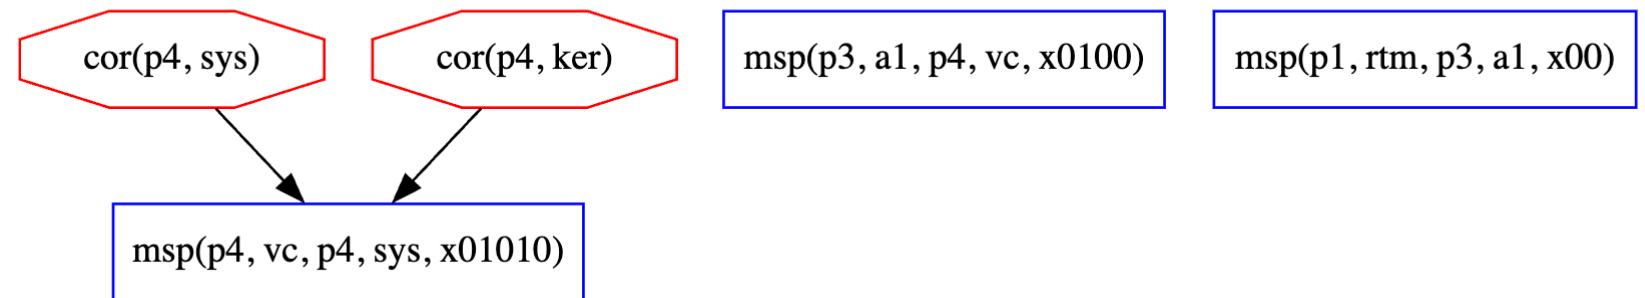 cor(p4, sys)
cor(p4, ker)
msp(p3, a1, p4, vc, x0100)
msp(p1, rtm, p3, a1, x00)
msp(p4, vc, p4, sys, x01010)